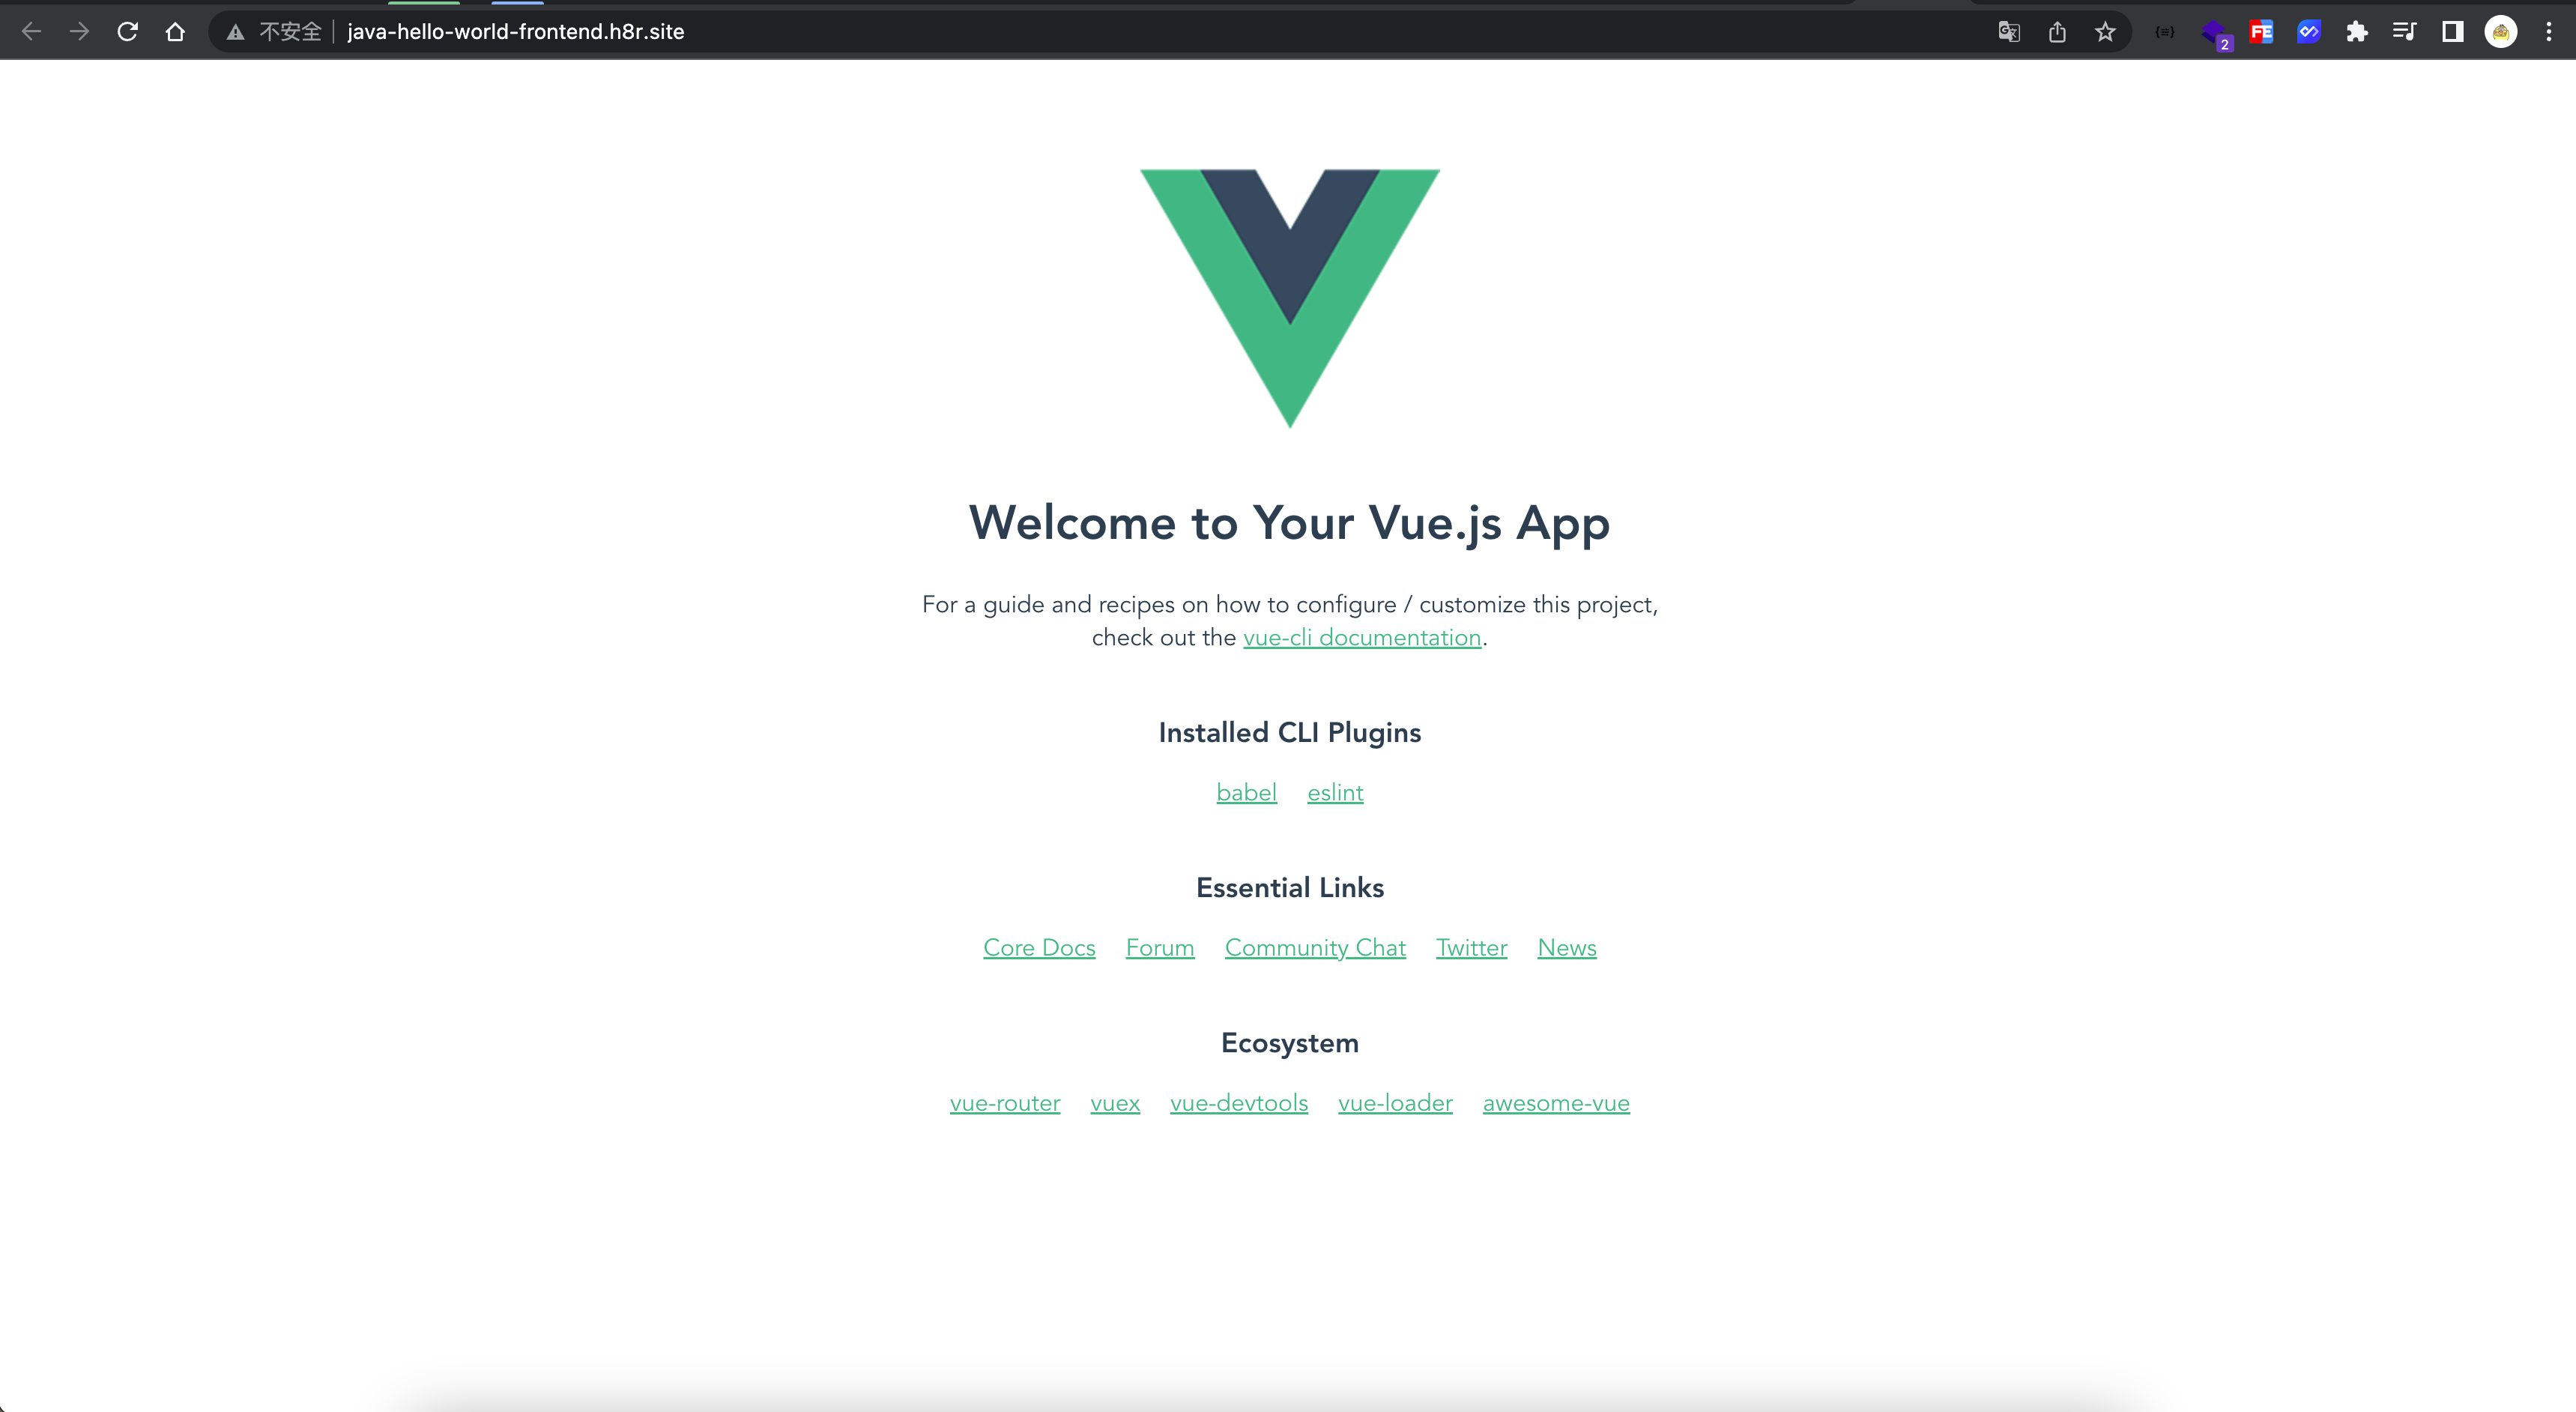 不安全 java-hello-world-frontend.h8r.site
2
FE
Welcome to Your Vue.js App
For a guide and recipes on how to configure / customize this project,
check out the vue-cli documentation.
Installed CLI Plugins
babel eslint
Essential Links
Core Docs Forum Community Chat Twitter News
Ecosystem
vue-router vuex vue-devtools vue-loader awesome-vue